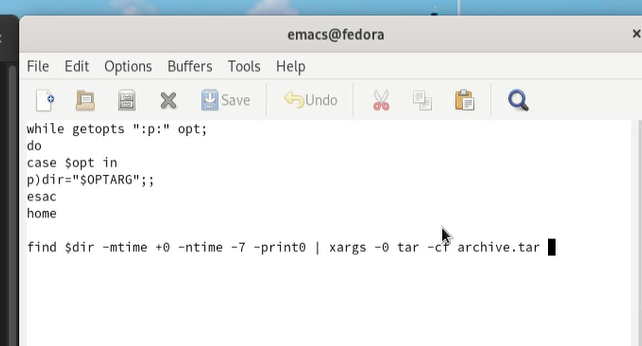 emacs@fedora
File Edit Options Buffers Tools Help
Save Undo
while getopts ":p:" opt;
do
case $opt in
p)dir="$OPTARG";;
esac
home
find $dir -mtime +0 -ntime -7 -print0 | xargs -0 tar -cf archive.tar